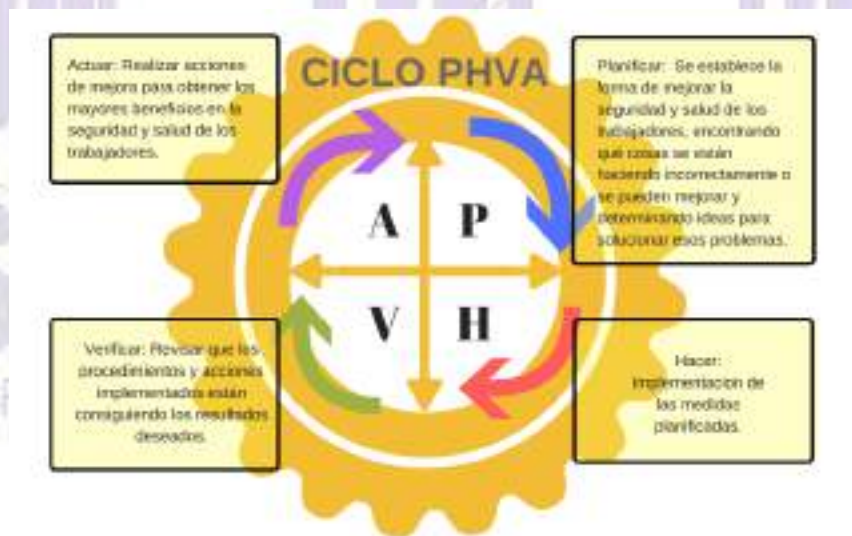 CICLO PHVA
Actuar: Realizar acciones
de mejora para obtener los
mayores beneficios en la
seguridad y salud de los
trabajadores.
Planificar: Se establece la
forma de mejorar la
seguridad y salud de los
trabajadores, encontrando
qué cosas se están
haciendo incorrectamente o
se pueden mejorar y
determinando ideas para
solucionar esos problemas.
A P
V H
Verificar: Revisar que los
procedimientos y acciones
implementados están
consiguiendo los resultados
deseados.
Hacer:
Implementación de
las medidas
planificadas.